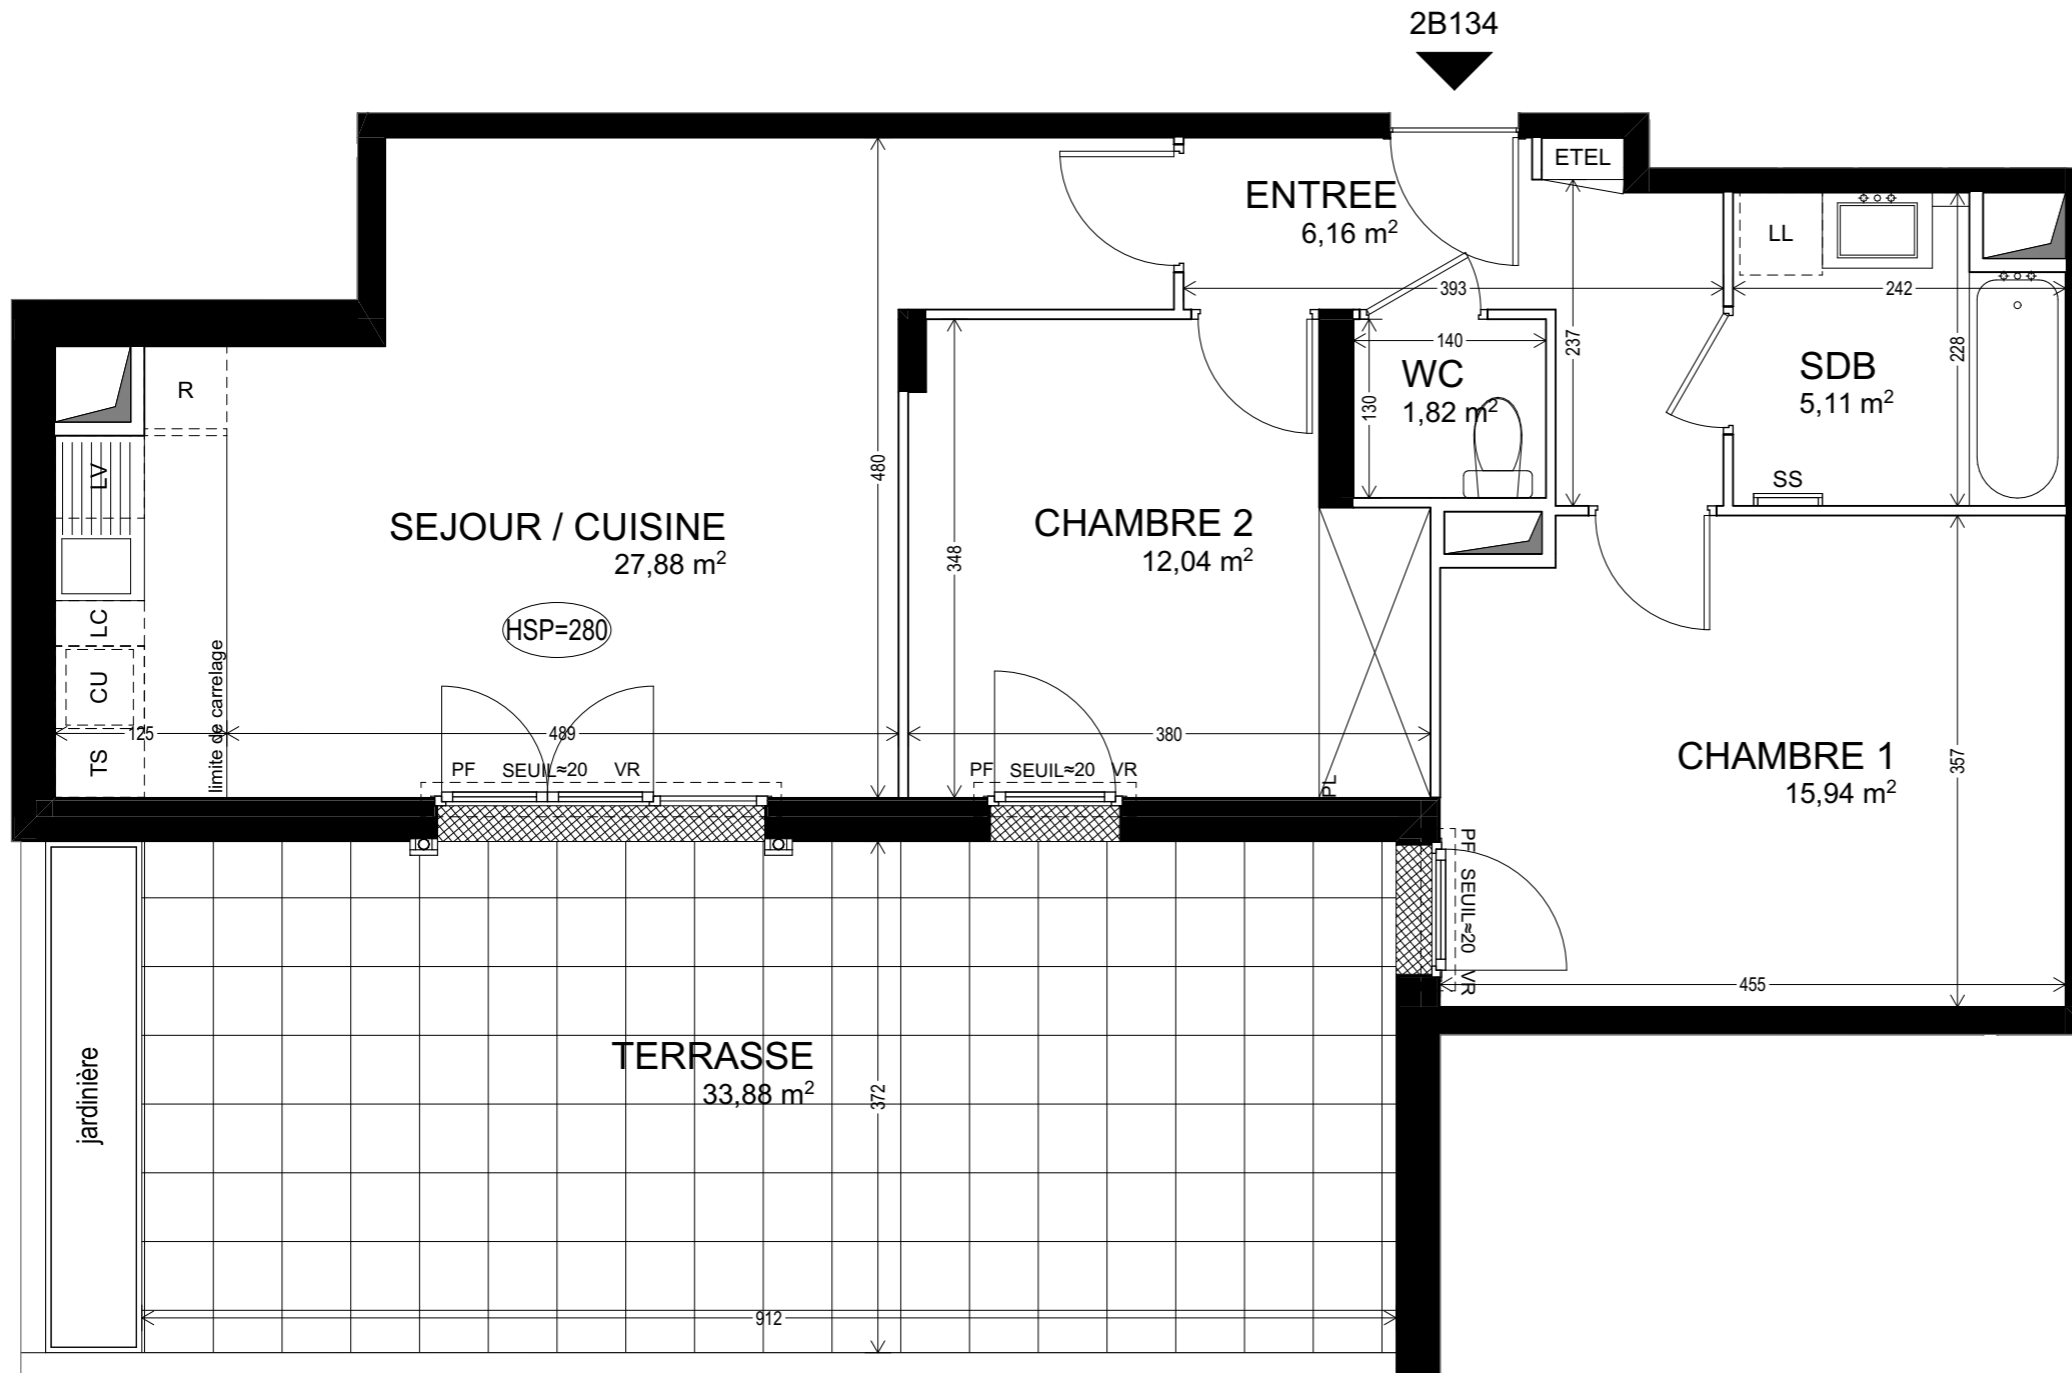 2B134
ETEL
ENTREE
6,16 m²
LL
393
242
R
140
237
WC
1,82 m²
130
SDB
5,11 m²
228
LV
480
SS
SEJOUR / CUISINE
27,88 m²
CHAMBRE 2
12,04 m²
348
HSP=280
LC
CU
TS
limite de carrelage
125
489
380
PF SEUIL≈20 VR
PF SEUIL≈20 VR
PL
CHAMBRE 1
15,94 m²
357
PF SEUIL≈20 VR
455
TERRASSE
33,88 m²
372
jardinière
912